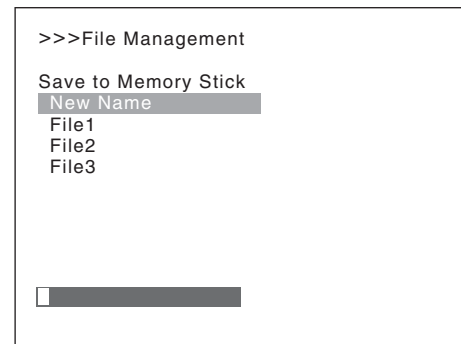 >>>File Management
Save to Memory Stick
New Name
File1
File2
File3